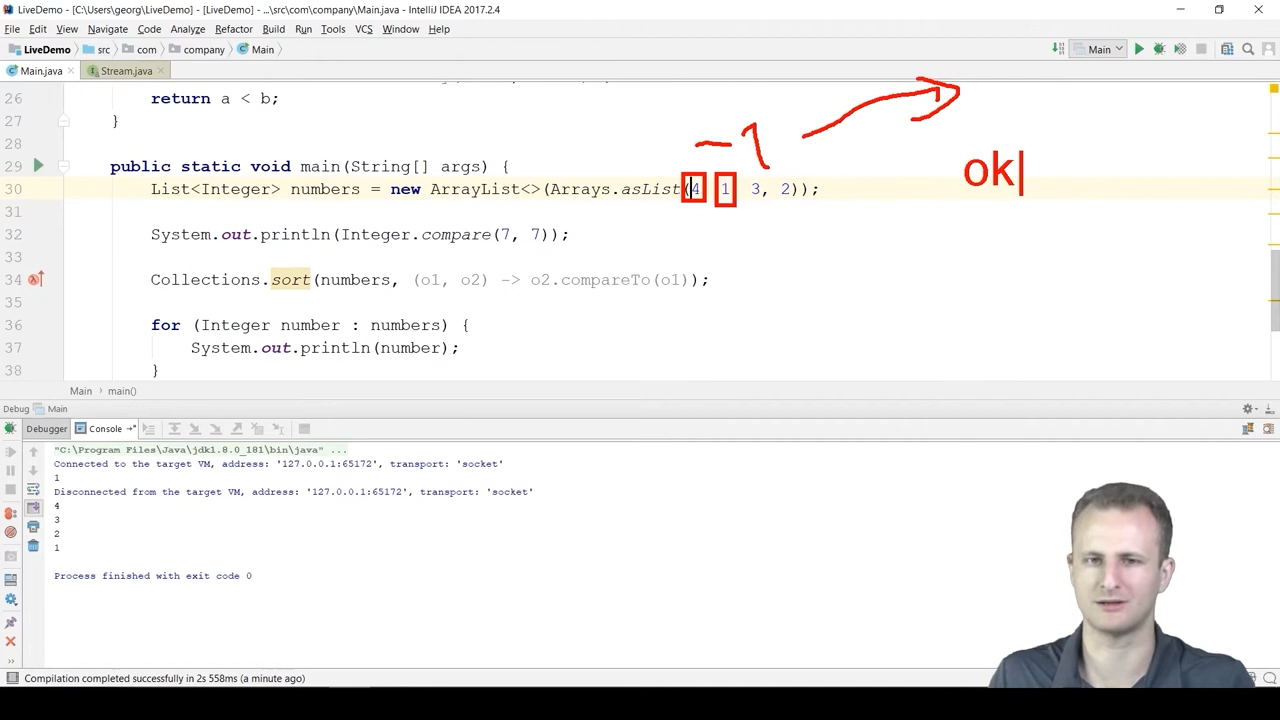 LiveDemo - [C:\Users\georg\LiveDemo] - [LiveDemo] - ...\src\com\company\Main.java - IntelliJ IDEA 2017.2.4
File Edit View Navigate Code Analyze Refactor Build Run Tools VCS Window Help
LiveDemo src com company Main Main
Main.java Stream.java
26 return a < b;
27 }
28
-1
ok
29 public static void main(String[] args) {
30 List<Integer> numbers = new ArrayList<>(Arrays.asList(4 1 3, 2));
31
32 System.out.println(Integer.compare(7, 7));
33
34 Collections.sort(numbers, (o1, o2) -> o2.compareTo(o1));
35
36 for (Integer number : numbers) {
37 System.out.println(number);
38 }
Main > main()
Debug Main
Debugger Console
"C:\Program Files\Java\jdk1.8.0_181\bin\java" ...
Connected to the target VM, address: '127.0.0.1:65172', transport: 'socket'
1
Disconnected from the target VM, address: '127.0.0.1:65172', transport: 'socket'
4
3
2
1
Process finished with exit code 0
Compilation completed successfully in 2s 558ms (a minute ago)